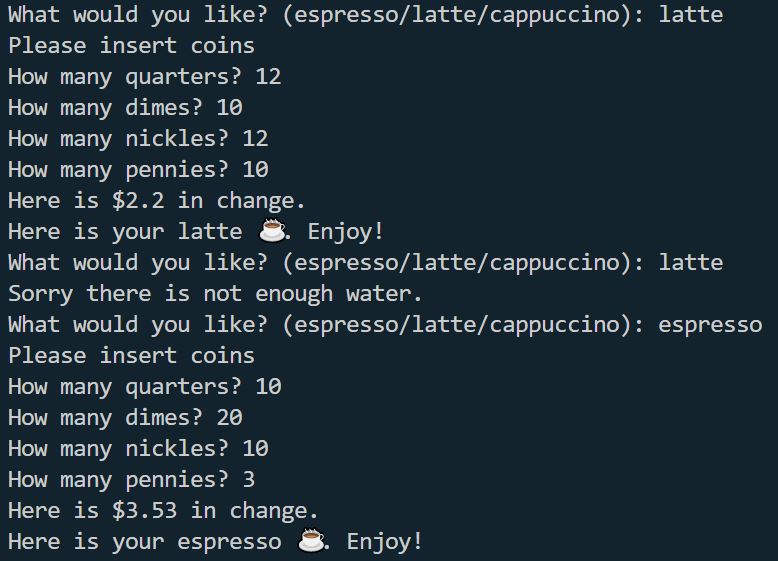 What would you like? (espresso/latte/cappuccino): latte
Please insert coins
How many quarters? 12
How many dimes? 10
How many nickles? 12
How many pennies? 10
Here is $2.2 in change.
Here is your latte ☕. Enjoy!
What would you like? (espresso/latte/cappuccino): latte
Sorry there is not enough water.
What would you like? (espresso/latte/cappuccino): espresso
Please insert coins
How many quarters? 10
How many dimes? 20
How many nickles? 10
How many pennies? 3
Here is $3.53 in change.
Here is your espresso ☕. Enjoy!